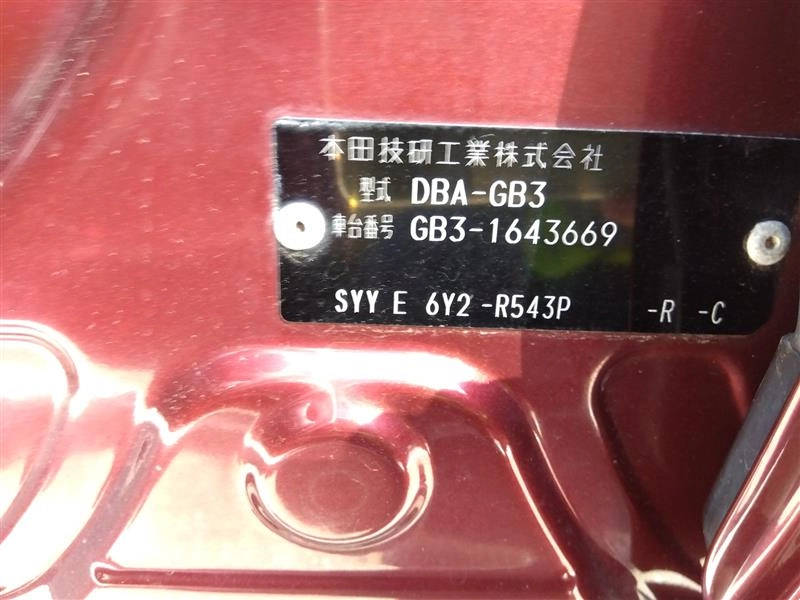 本田技研工業株式会社
型式 DBA-GB3
車台番号 GB3-1643669
SYY E 6Y2 -R543P -R -C